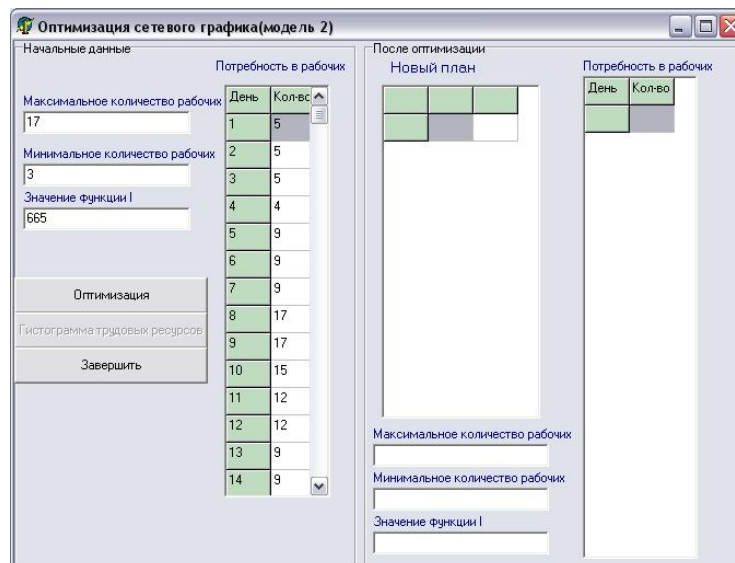 Оптимизация сетевого графика(модель 2)
Начальные данные
Потребность в рабочих
Максимальное количество рабочих
17
Минимальное количество рабочих
3
Значение функции I
665
Оптимизация
Гистограмма трудовых ресурсов
Завершить
День Кол-вс
1 5
2 5
3 5
4 4
5 9
6 9
7 9
8 17
9 17
10 15
11 12
12 12
13 9
14 9
После оптимизации
Новый план
Потребность в рабочих
День Кол-во
Максимальное количество рабочих
Минимальное количество рабочих
Значение функции I